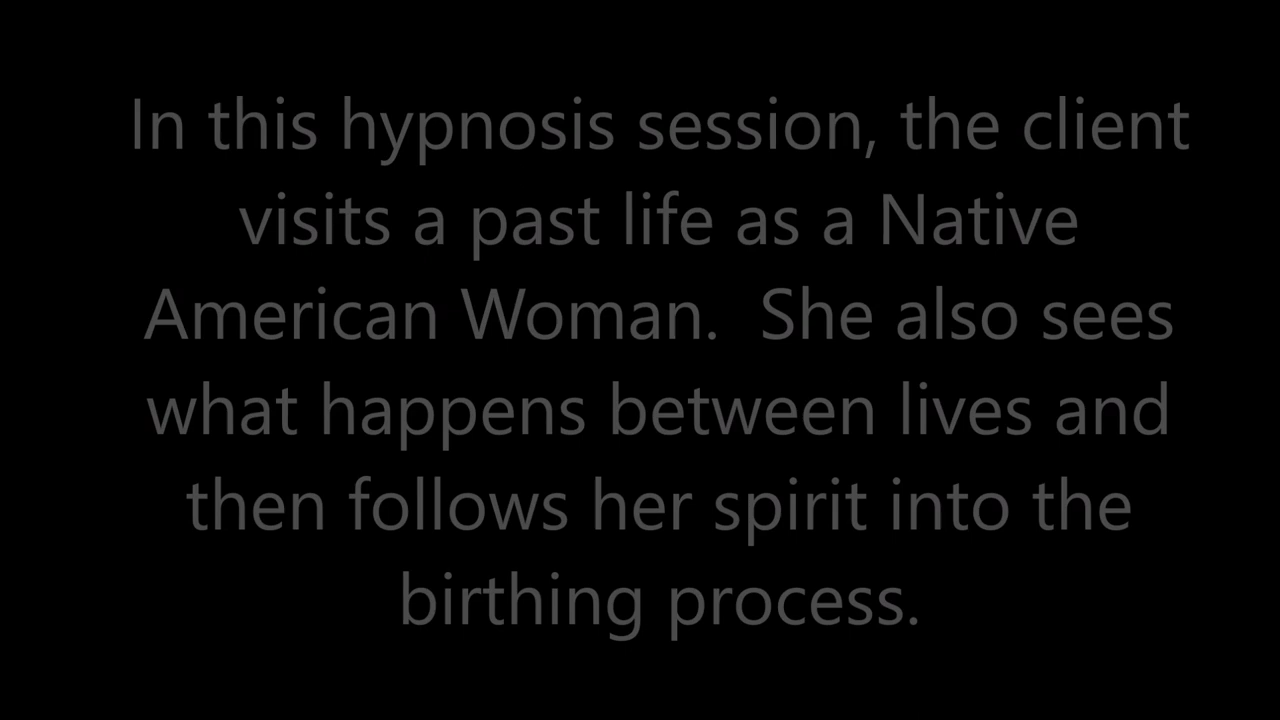 In this hypnosis session, the client
visits a past life as a Native
American Woman.  She also sees
what happens between lives and
then follows her spirit into the
birthing process.